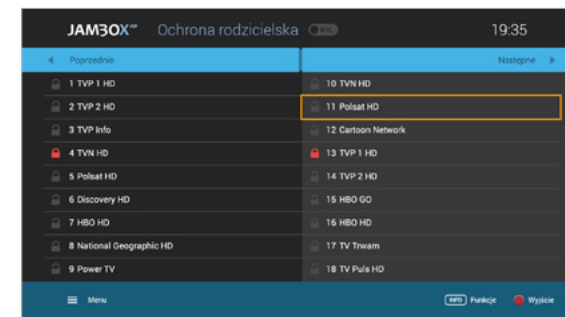 JAMBOX Ochrona rodzicielska 19:35
Poprzednie Następne
1 TVP 1 HD
2 TVP 2 HD
3 TVP Info
4 TVN HD
5 Polsat HD
6 Discovery HD
7 HBO HD
8 National Geographic HD
9 Power TV
10 TVN HD
11 Polsat HD
12 Cartoon Network
13 TVP 1 HD
14 TVP 2 HD
15 HBO GO
16 HBO HD
17 TV Trwam
18 TV Puls HD
Menu INFO Funkcje Wyjście